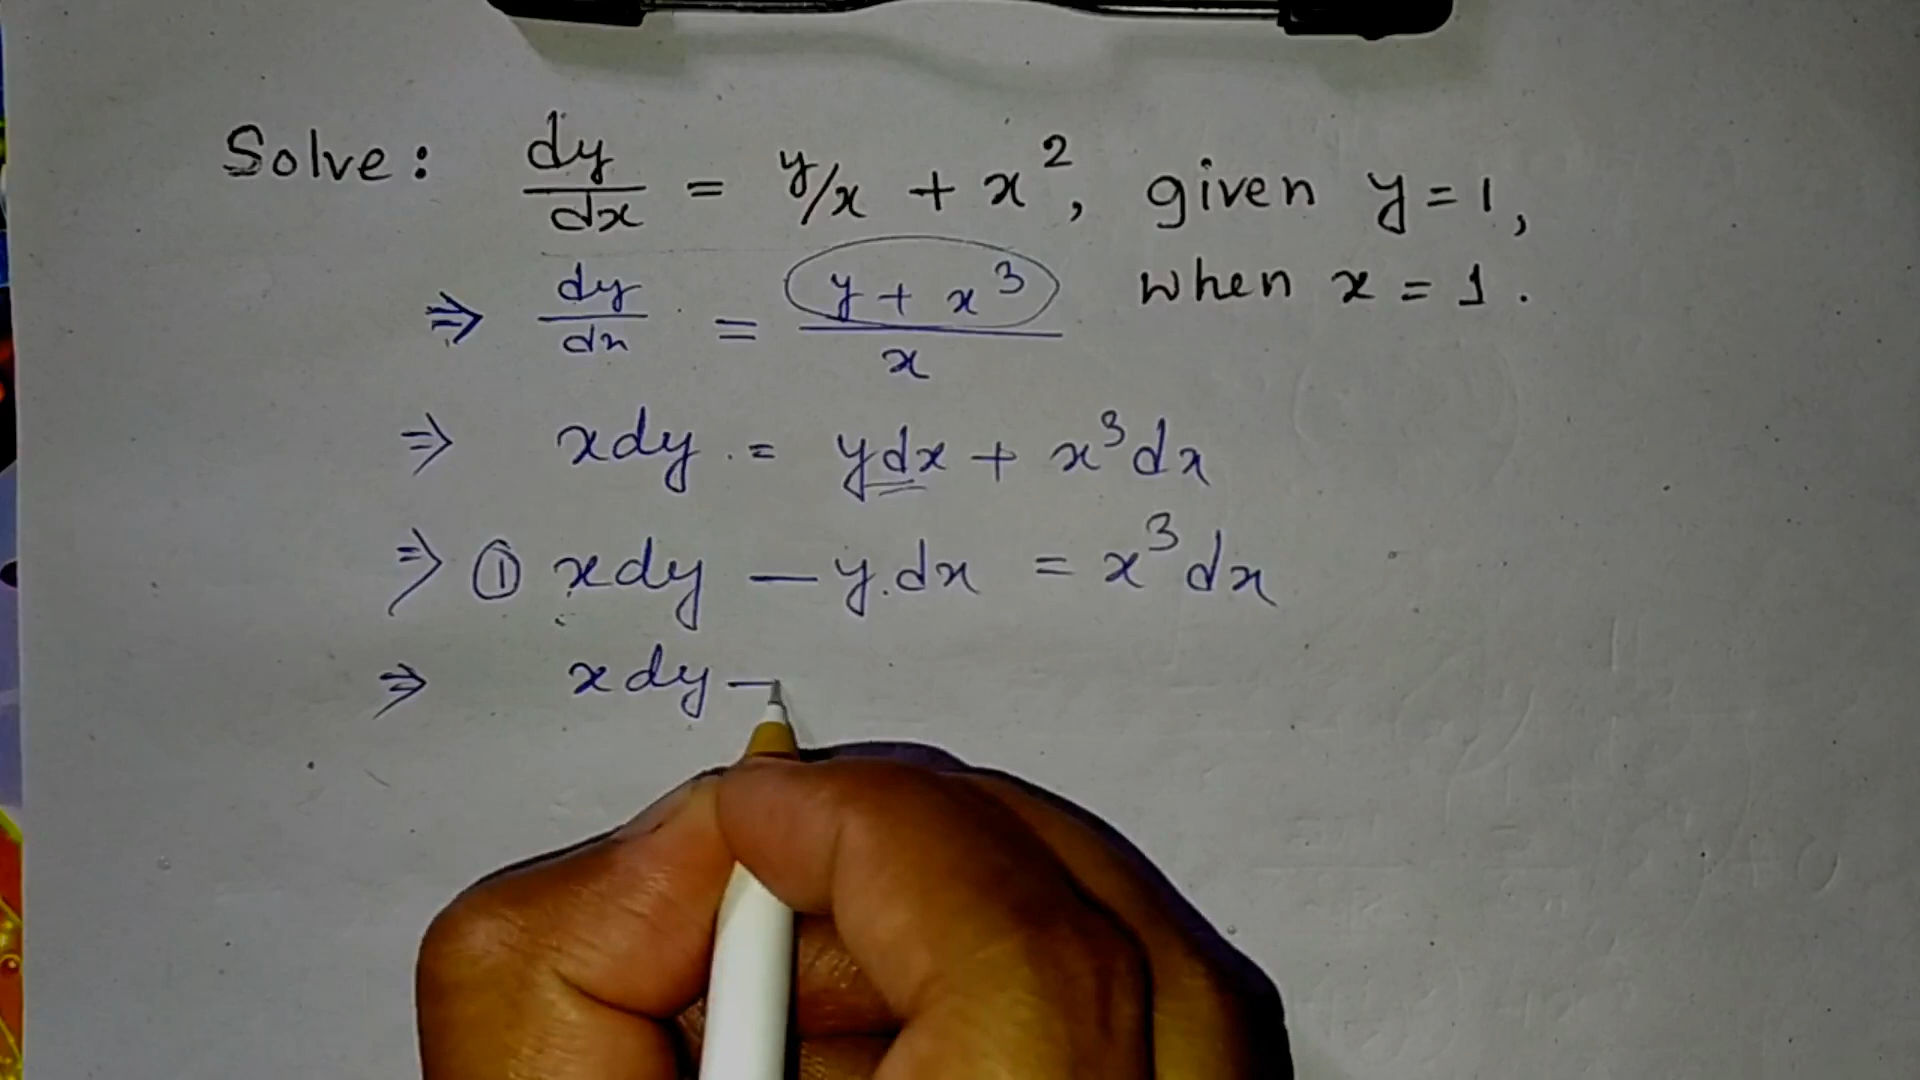 Solve: dy/dx = y/x + x², given y=1,
when x = 1.
⇒ dy/dx = (y + x³)/x
⇒ xdy = ydx + x³dx
⇒ ① xdy — y.dx = x³dx
⇒ xdy —